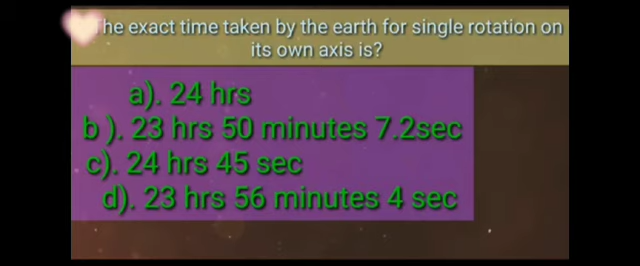 The exact time taken by the earth for single rotation on
its own axis is?
a). 24 hrs
b ). 23 hrs 50 minutes 7.2sec
c). 24 hrs 45 sec
d). 23 hrs 56 minutes 4 sec